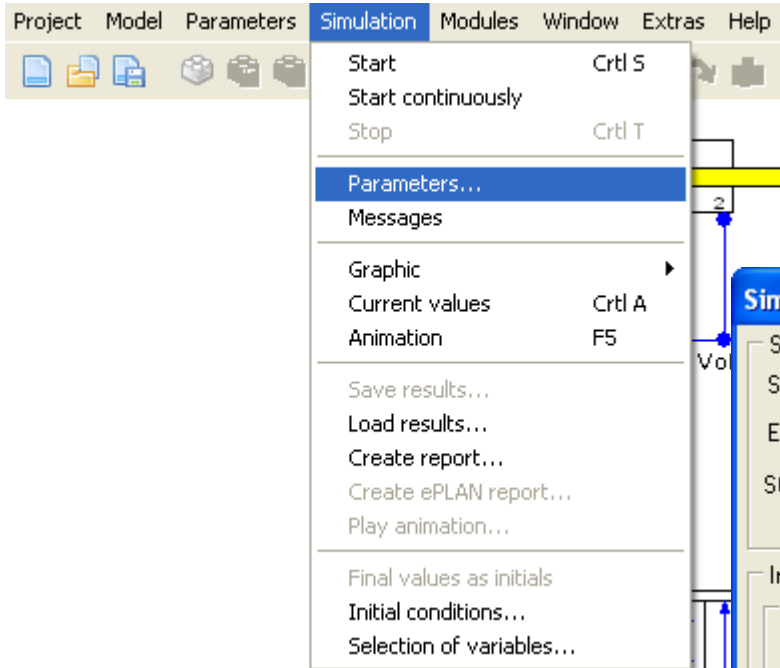 Project Model Parameters Simulation Modules Window Extras Help
Start Crtl S
Start continuously
Stop Crtl T
Parameters...
Messages
2
Graphic
Current values Crtl A
Sim
Animation F5
S
Vol
S
Save results...
Load results...
E
Create report...
Create ePLAN report...
Play animation...
Final values as initials
Initial conditions...
Selection of variables...